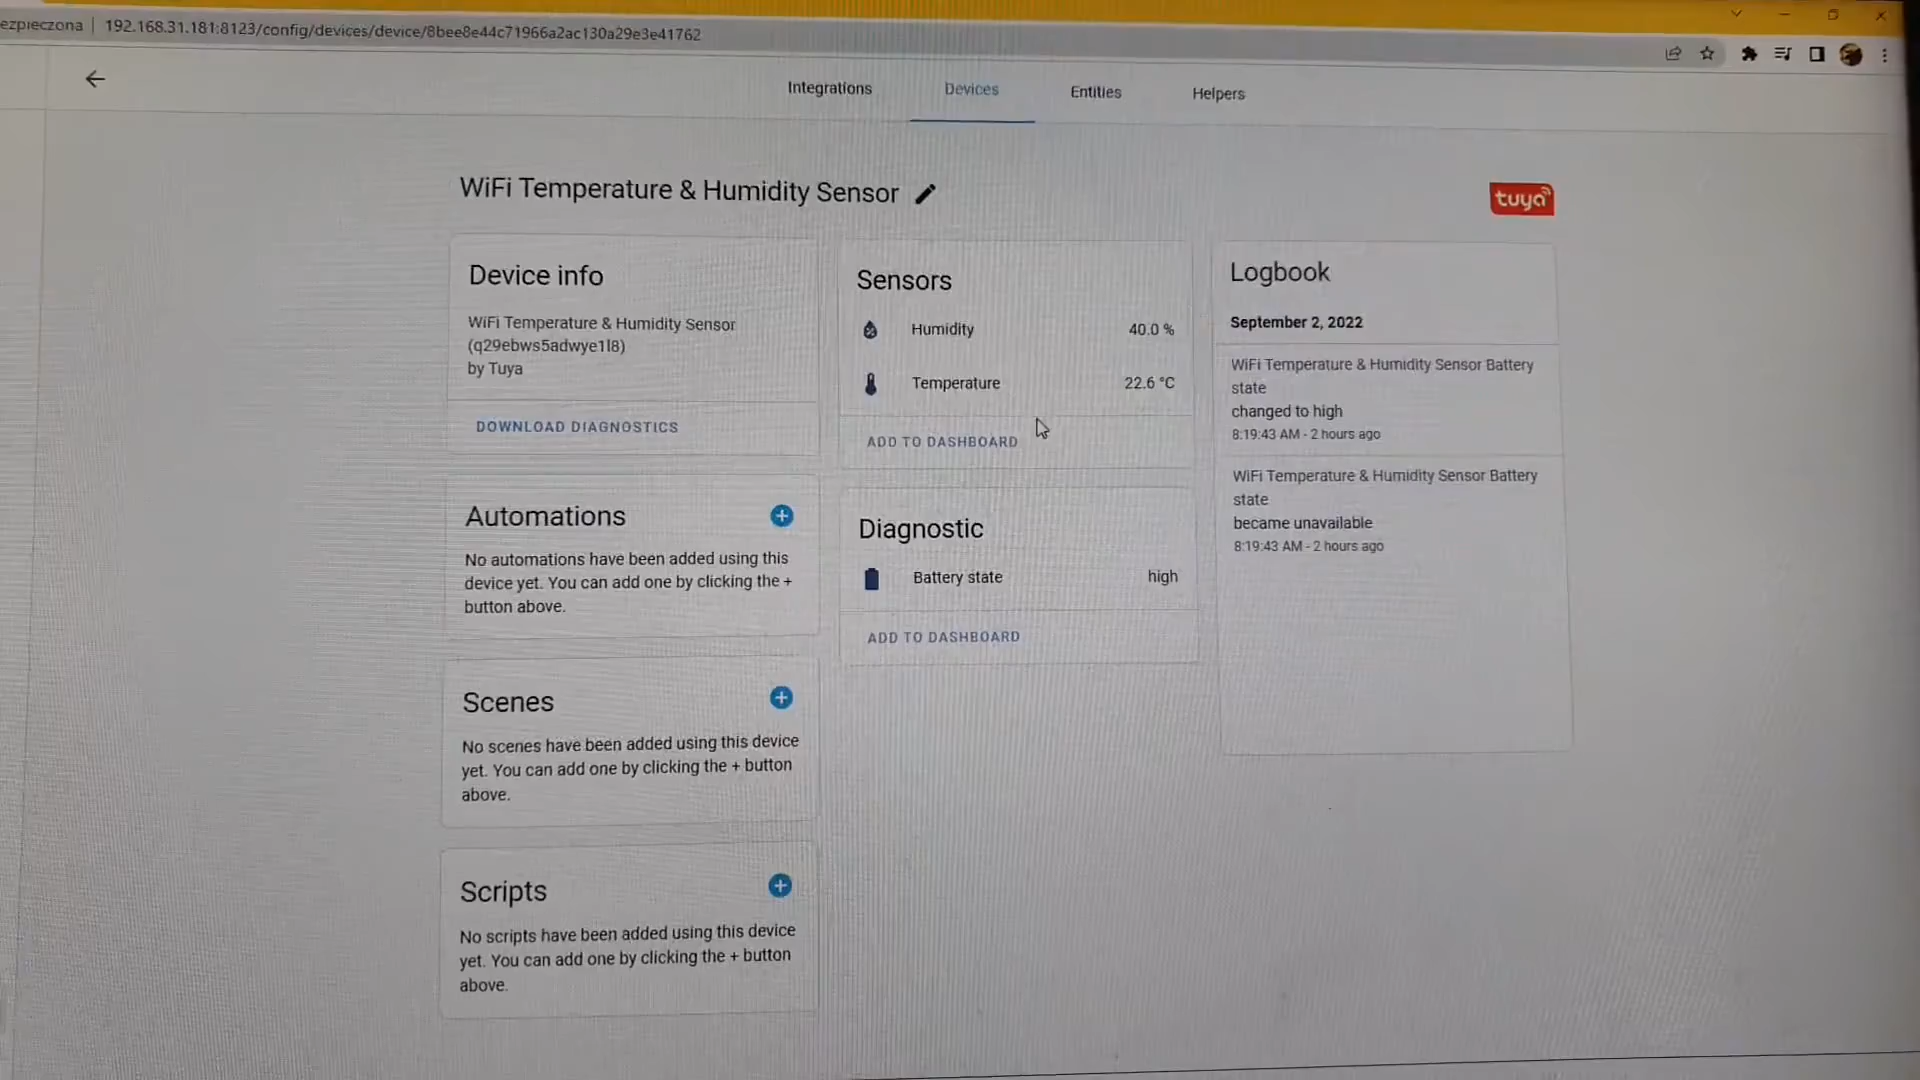 ezpieczona | 192.168.31.181:8123/config/devices/device/8bee8e44c71966a2ac130a29e3e41762
Integrations
Devices
Entities
Helpers
WiFi Temperature & Humidity Sensor
tuya
Device info
WiFi Temperature & Humidity Sensor
(q29ebws5adwye1l8)
by Tuya
DOWNLOAD DIAGNOSTICS
Automations
No automations have been added using this
device yet. You can add one by clicking the +
button above.
Scenes
No scenes have been added using this device
yet. You can add one by clicking the + button
above.
Scripts
No scripts have been added using this device
yet. You can add one by clicking the + button
above.
Sensors
Humidity 40.0 %
Temperature 22.6 °C
ADD TO DASHBOARD
Diagnostic
Battery state high
ADD TO DASHBOARD
Logbook
September 2, 2022
WiFi Temperature & Humidity Sensor Battery
state
changed to high
8:19:43 AM - 2 hours ago
WiFi Temperature & Humidity Sensor Battery
state
became unavailable
8:19:43 AM - 2 hours ago